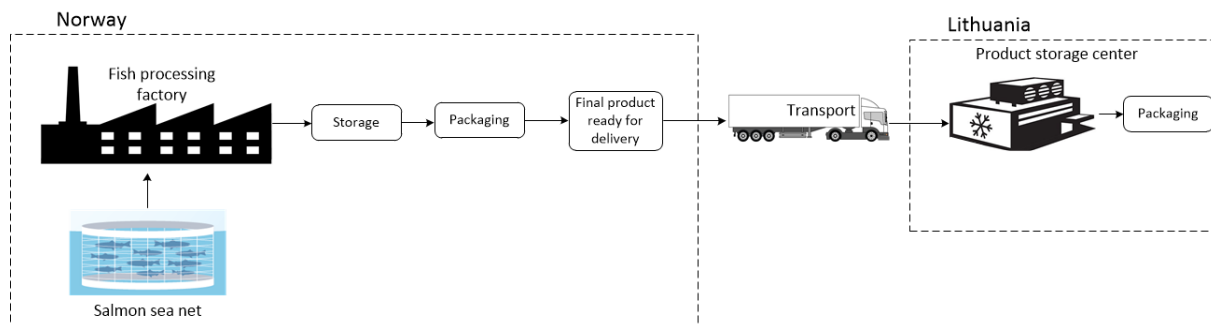 Norway
Lithuania
Fish processing
factory
Storage
Packaging
Final product
ready for
delivery
Transport
Product storage center
Packaging
Salmon sea net